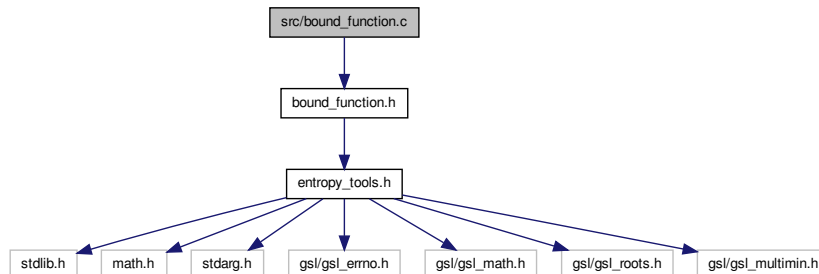 src/bound_function.c
bound_function.h
entropy_tools.h
stdlib.h
math.h
stdarg.h
gsl/gsl_errno.h
gsl/gsl_math.h
gsl/gsl_roots.h
gsl/gsl_multimin.h